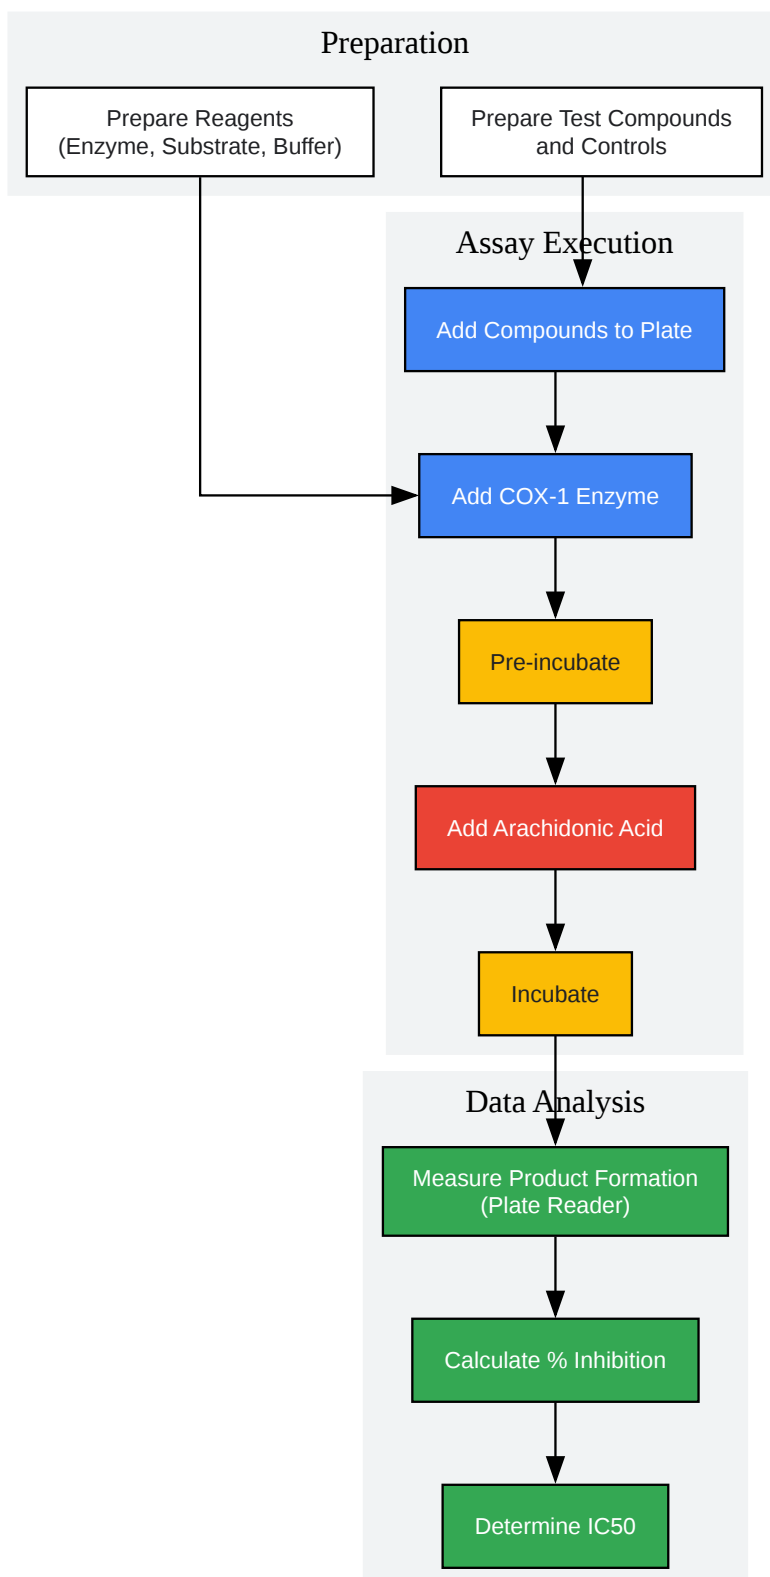 Preparation
Prepare Reagents
(Enzyme, Substrate, Buffer)
Prepare Test Compounds
and Controls
Assay Execution
Add Compounds to Plate
Add COX-1 Enzyme
Pre-incubate
Add Arachidonic Acid
Incubate
Data Analysis
Measure Product Formation
(Plate Reader)
Calculate % Inhibition
Determine IC50